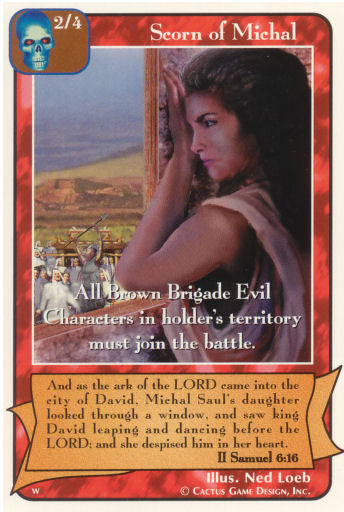 2/4
Scorn of Michal
All Brown Brigade Evil
Characters in holder's territory
must join the battle.
And as the ark of the LORD came into the
city of David, Michal Saul's daughter
looked through a window, and saw king
David leaping and dancing before the
LORD; and she despised him in her heart.
II Samuel 6:16
Illus. Ned Loeb
W
© CACTUS GAME DESIGN, INC.